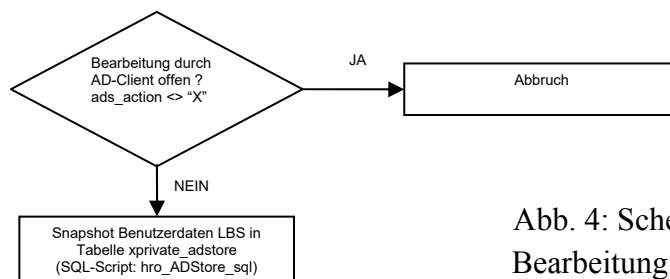 Bearbeitung durch
AD-Client offen ?
ads_action <> “X”
JA
Abbruch
NEIN
Snapshot Benutzerdaten LBS in
Tabelle xprivate_adstore
(SQL-Script: hro_ADStore_sql)
Abb. 4:
Bearbeitung